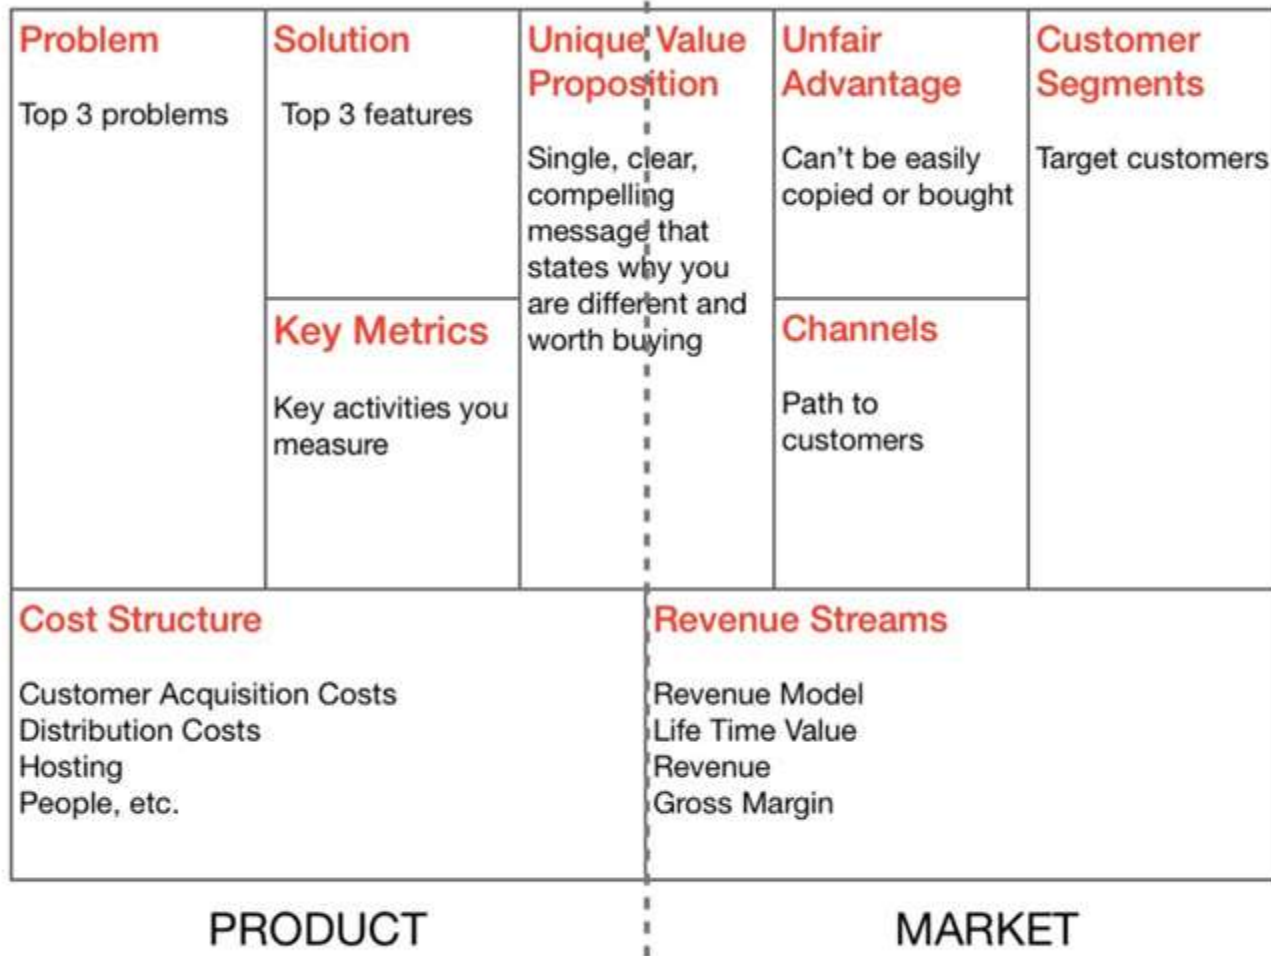 Problem
Top 3 problems
Solution
Top 3 features
Key Metrics
Key activities you
measure
Unique Value
Proposition
Single, clear,
compelling
message that
states why you
are different and
worth buying
Unfair
Advantage
Can't be easily
copied or bought
Channels
Path to
customers
Customer
Segments
Target customers
Cost Structure
Customer Acquisition Costs
Distribution Costs
Hosting
People, etc.
Revenue Streams
Revenue Model
Life Time Value
Revenue
Gross Margin
PRODUCT
MARKET